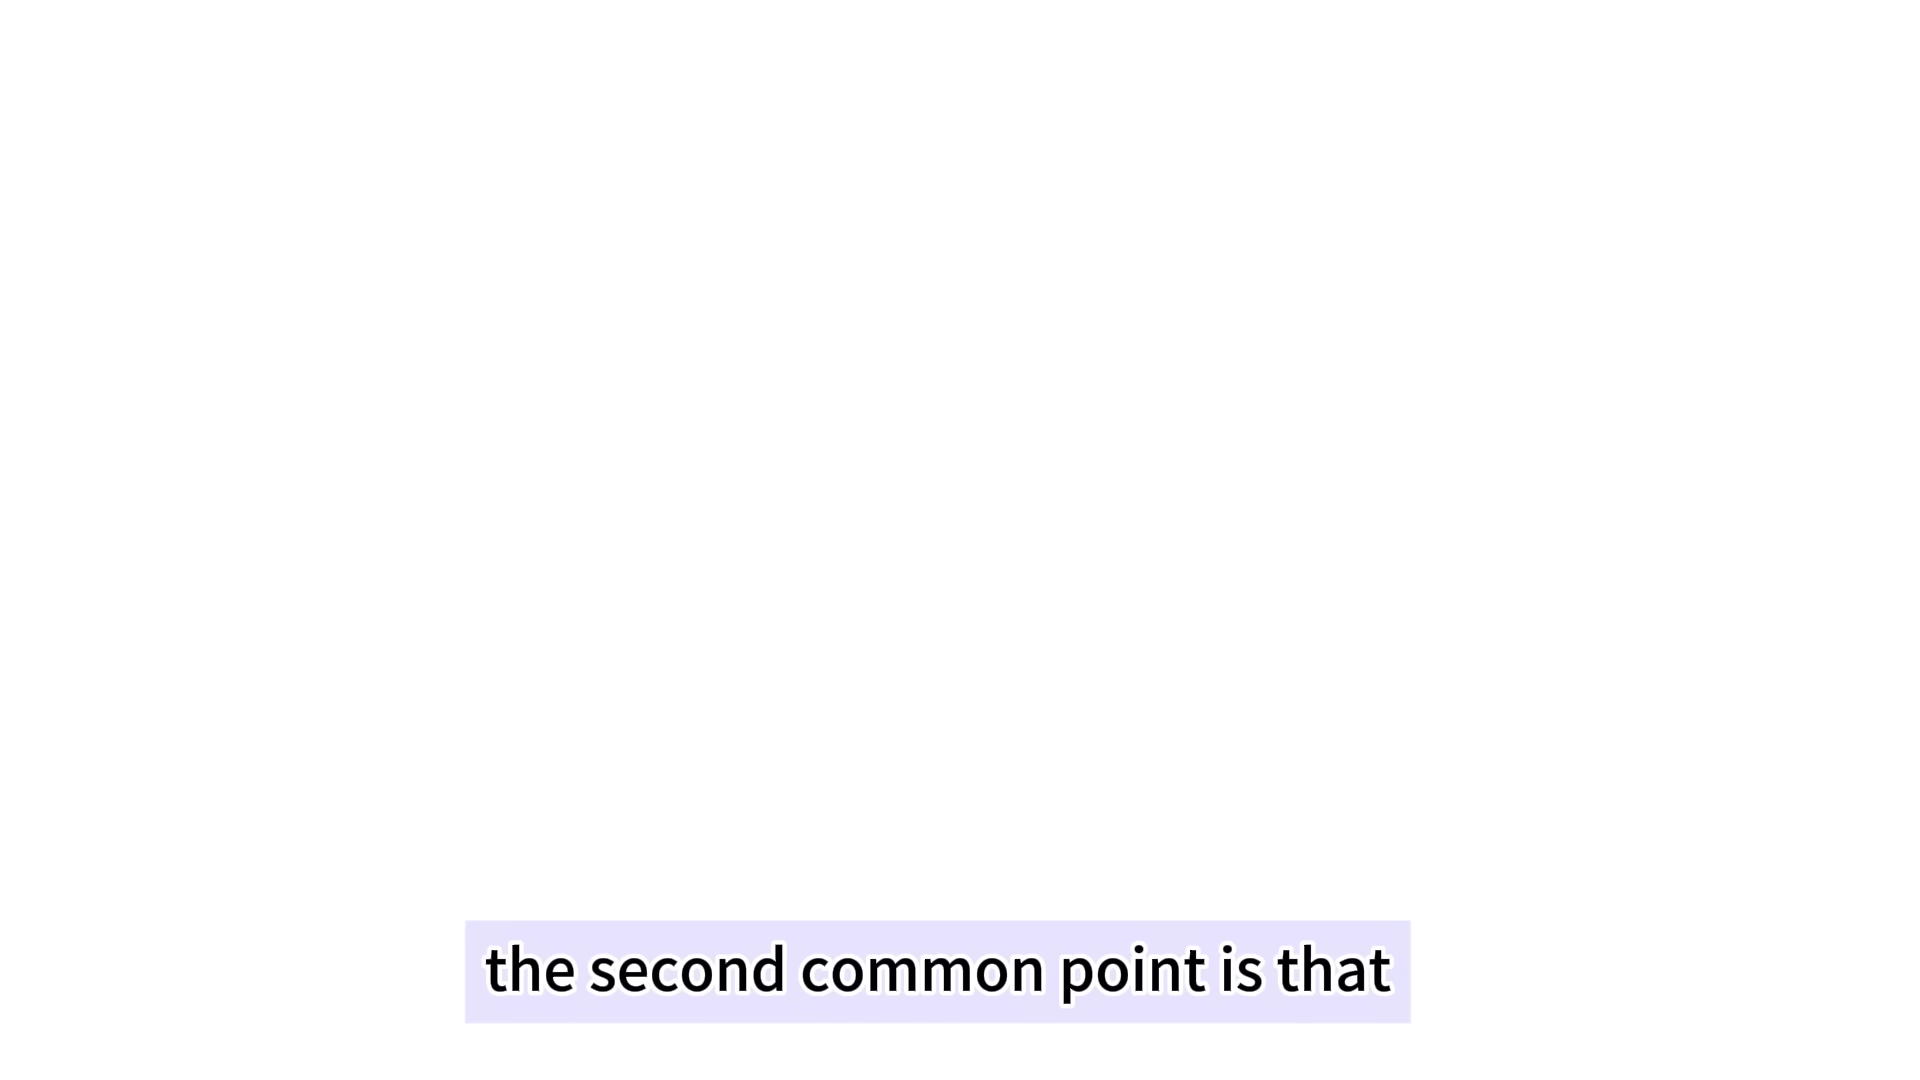 the second common point is that